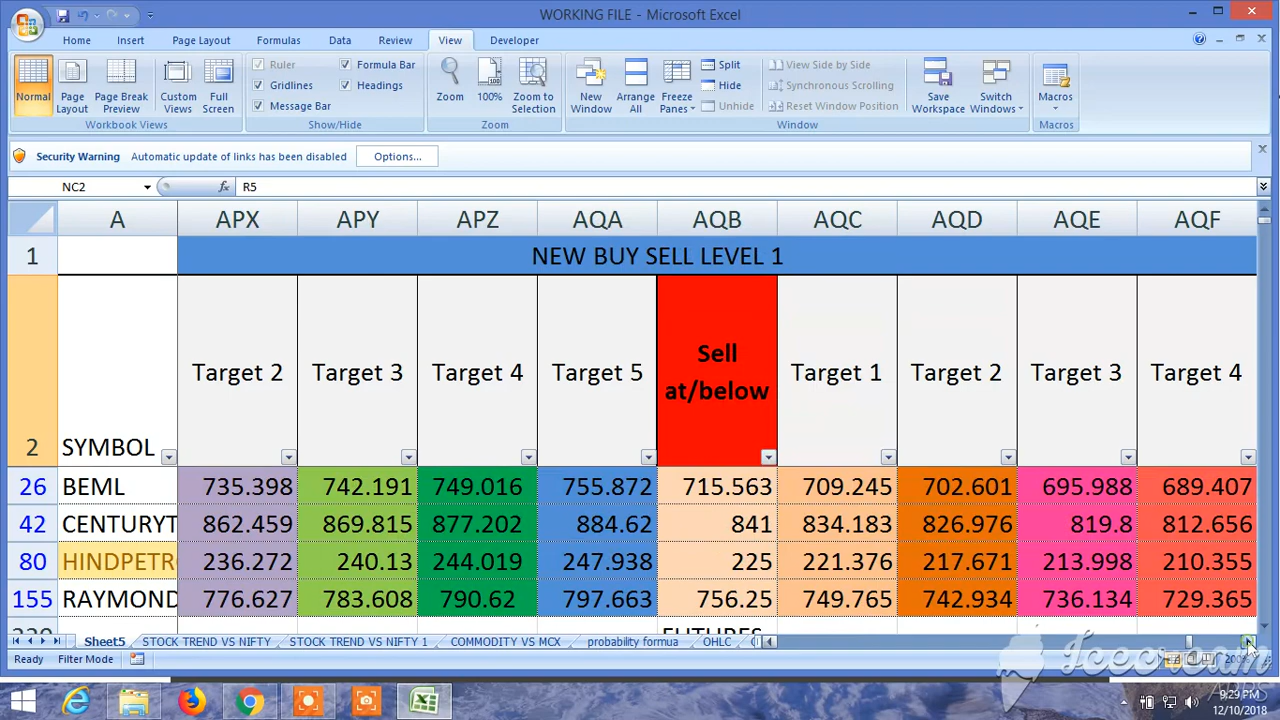 WORKING FILE - Microsoft Excel
Home Insert Page Layout Formulas Data Review View Developer
Normal Page Layout Page Break Preview Custom Views Full Screen
Ruler Formula Bar
Gridlines Headings
Message Bar
Zoom 100% Zoom to Selection
New Window Arrange All Freeze Panes
Split
Hide
Unhide
View Side by Side
Synchronous Scrolling
Reset Window Position
Save Workspace Switch Windows Macros
Workbook Views Show/Hide Zoom Window Macros
Security Warning Automatic update of links has been disabled Options...
NC2 fx R5
A APX APY APZ AQA AQB AQC AQD AQE AQF
1 NEW BUY SELL LEVEL 1
2 SYMBOL Target 2 Target 3 Target 4 Target 5 Sell at/below Target 1 Target 2 Target 3 Target 4
26 BEML 735.398 742.191 749.016 755.872 715.563 709.245 702.601 695.988 689.407
42 CENTURYT 862.459 869.815 877.202 884.62 841 834.183 826.976 819.8 812.656
80 HINDPETR 236.272 240.13 244.019 247.938 225 221.376 217.671 213.998 210.355
155 RAYMOND 776.627 783.608 790.62 797.663 756.25 749.765 742.934 736.134 729.365
FUTURES
Sheet5 STOCK TREND VS NIFTY STOCK TREND VS NIFTY 1 COMMODITY VS MCX probability formua OHLC
Ready Filter Mode 200%
Icecream
APPS
9:29 PM
12/10/2018